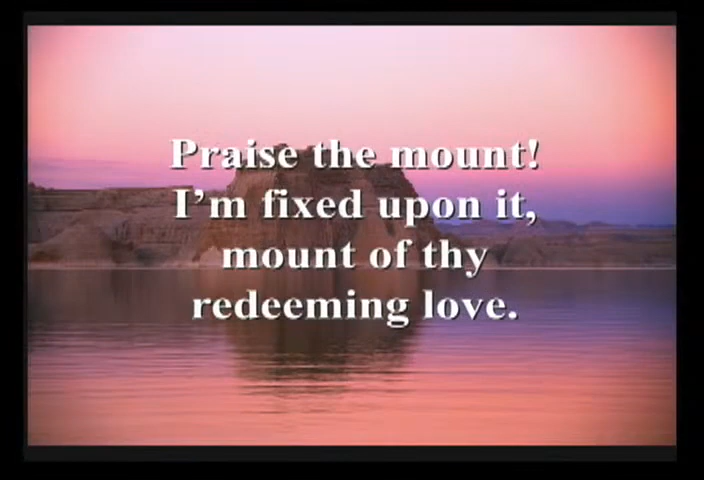 Praise the mount!
I’m fixed upon it,
mount of thy
redeeming love.